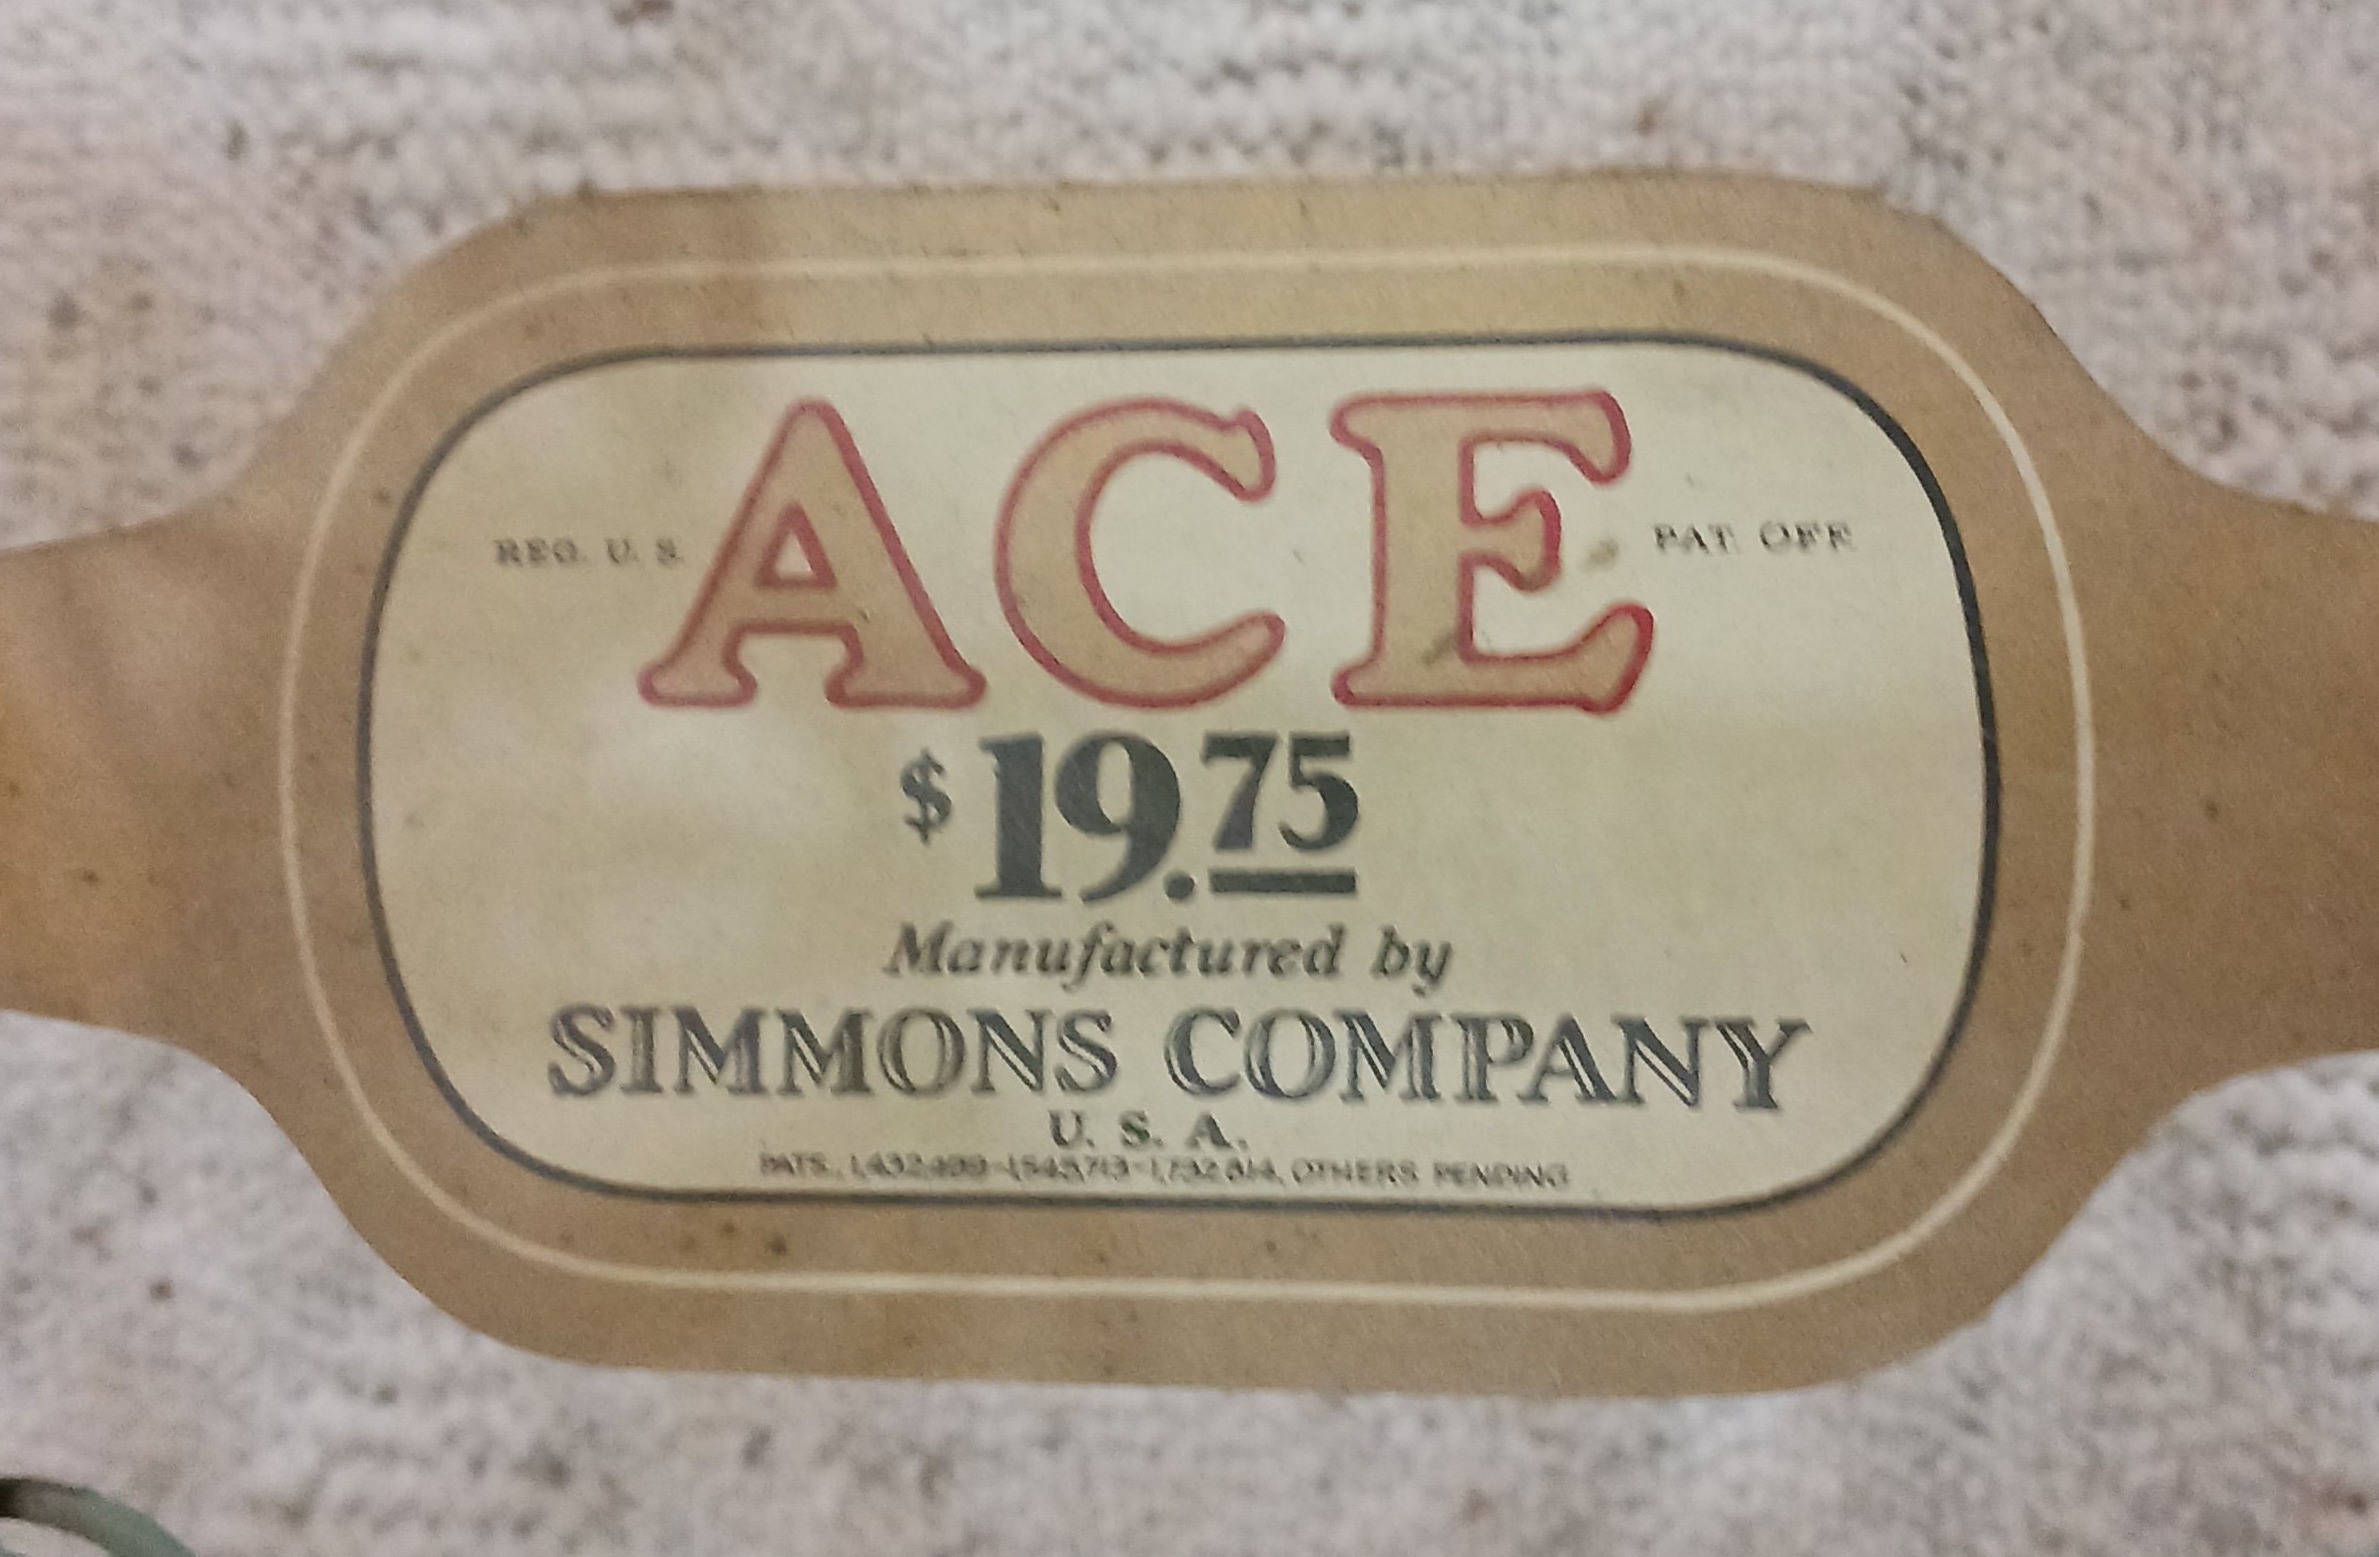 ACE
REG. U. S. PAT OFF.
$19.75
Manufactured by
SIMMONS COMPANY
U. S. A.
PATS., OTHERS PENDING